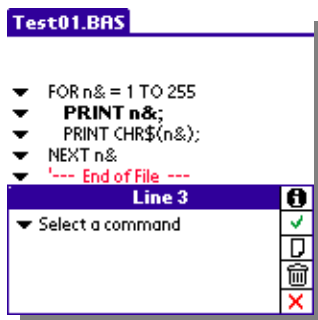 Test01.BAS
FOR n& = 1 TO 255
PRINT n&;
PRINT CHR$(n&);
NEXT n&
'--- End of File ---
Line 3
Select a command